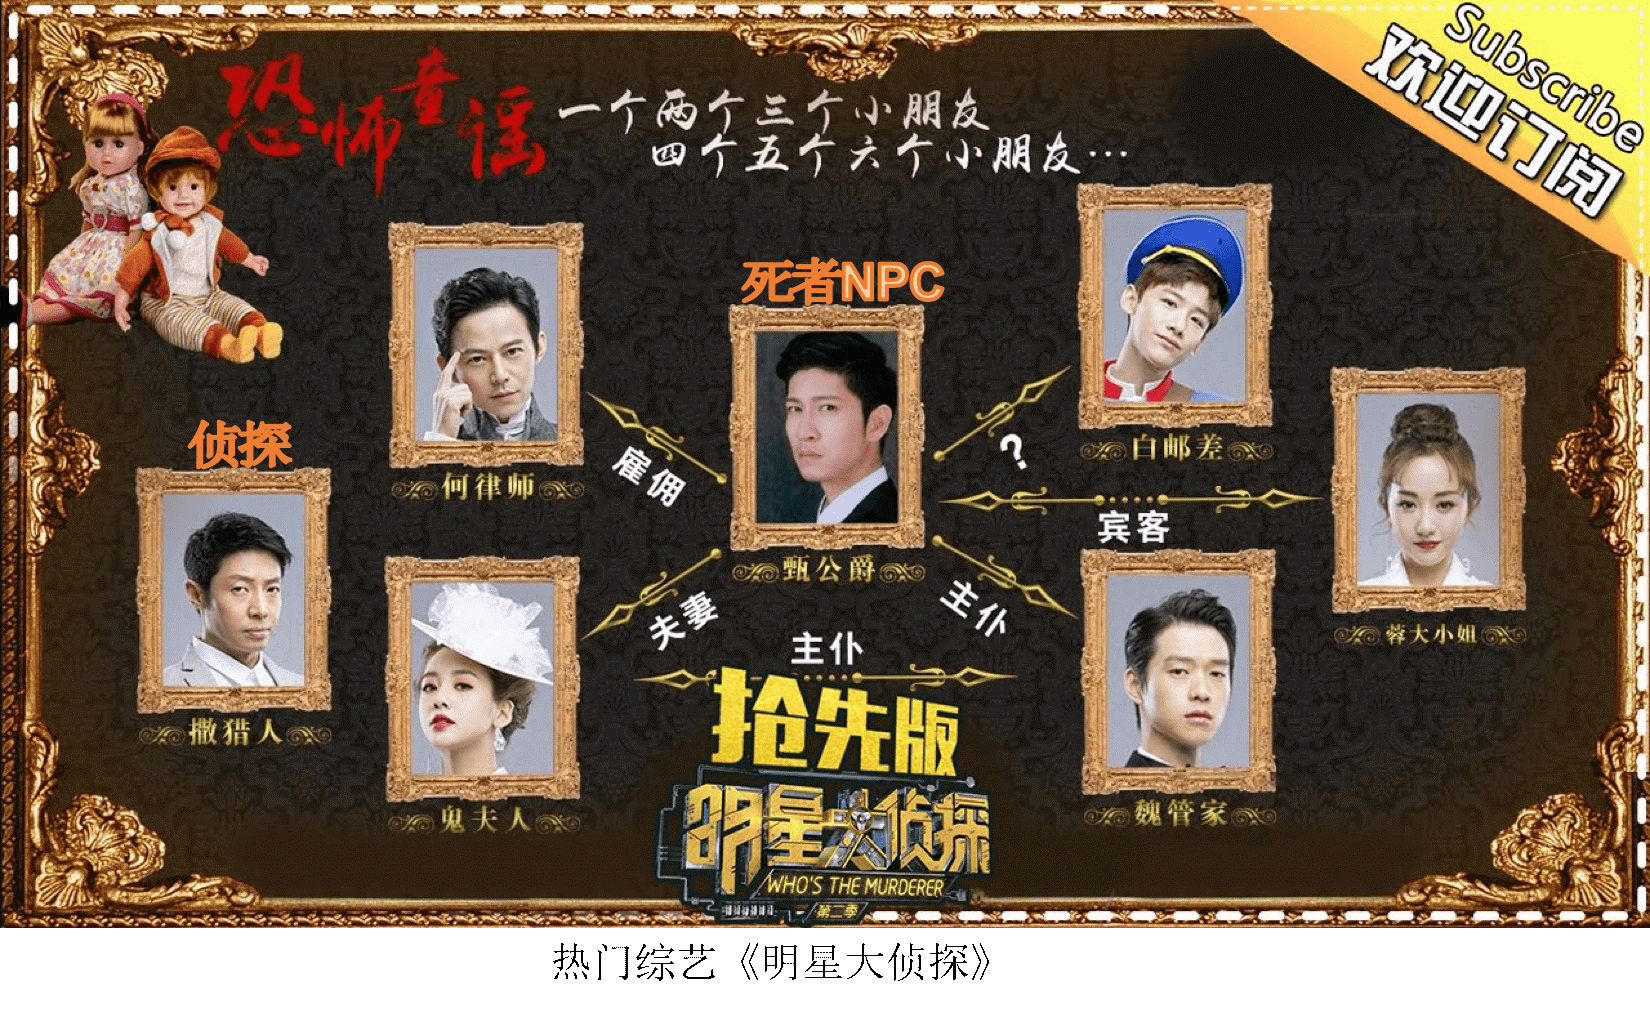 恐怖童谣
一个两个三个小朋友
四个五个六个小朋友…
Subscribe
欢迎订阅
死者NPC
侦探
何律师
雇佣
甄公爵
?
白邮差
宾客
蓉大小姐
撒猎人
鬼夫人
夫妻
主仆
主仆
魏管家
抢先版
明星大侦探
WHO'S THE MURDERER
第二季
热门综艺《明星大侦探》